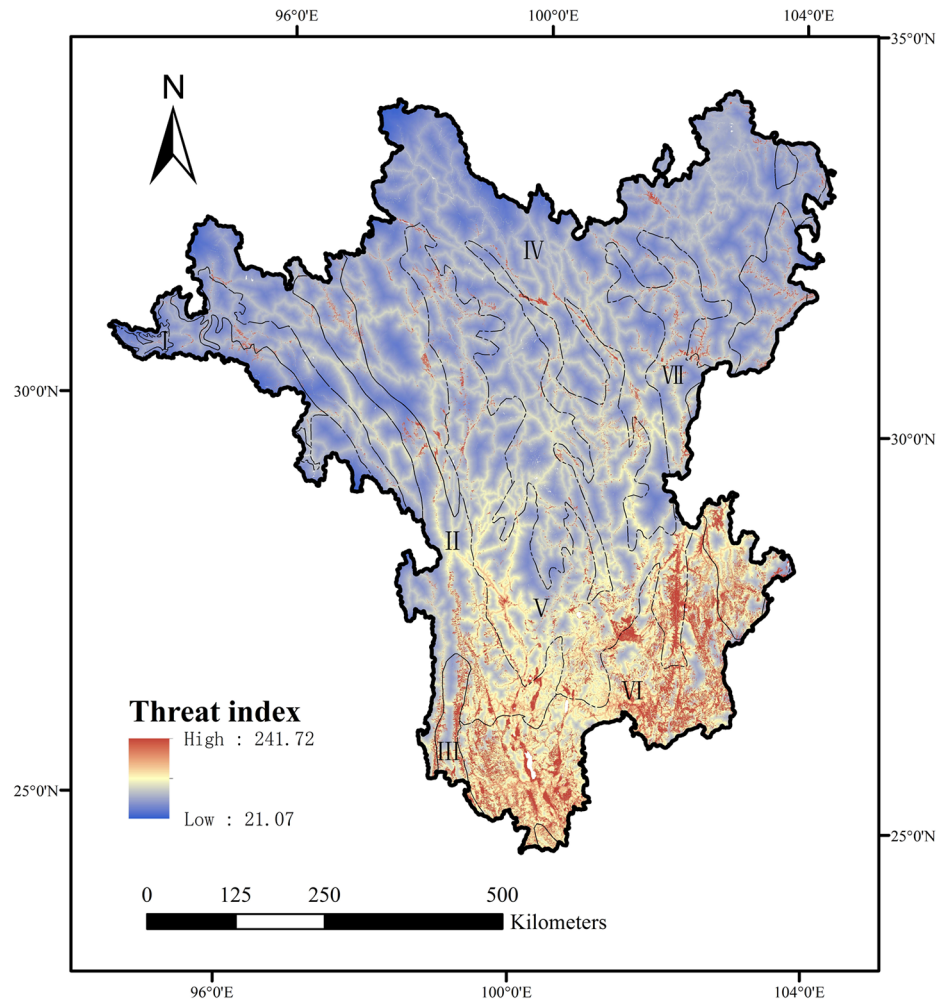 96°0'E 100°0'E 104°0'E
35°0'N
N
IV
I
VII
30°0'N
30°0'N
II
V
VI
Threat index
High : 241.72
III
25°0'N
Low : 21.07
25°0'N
0 125 250 500
Kilometers
96°0'E 100°0'E 104°0'E